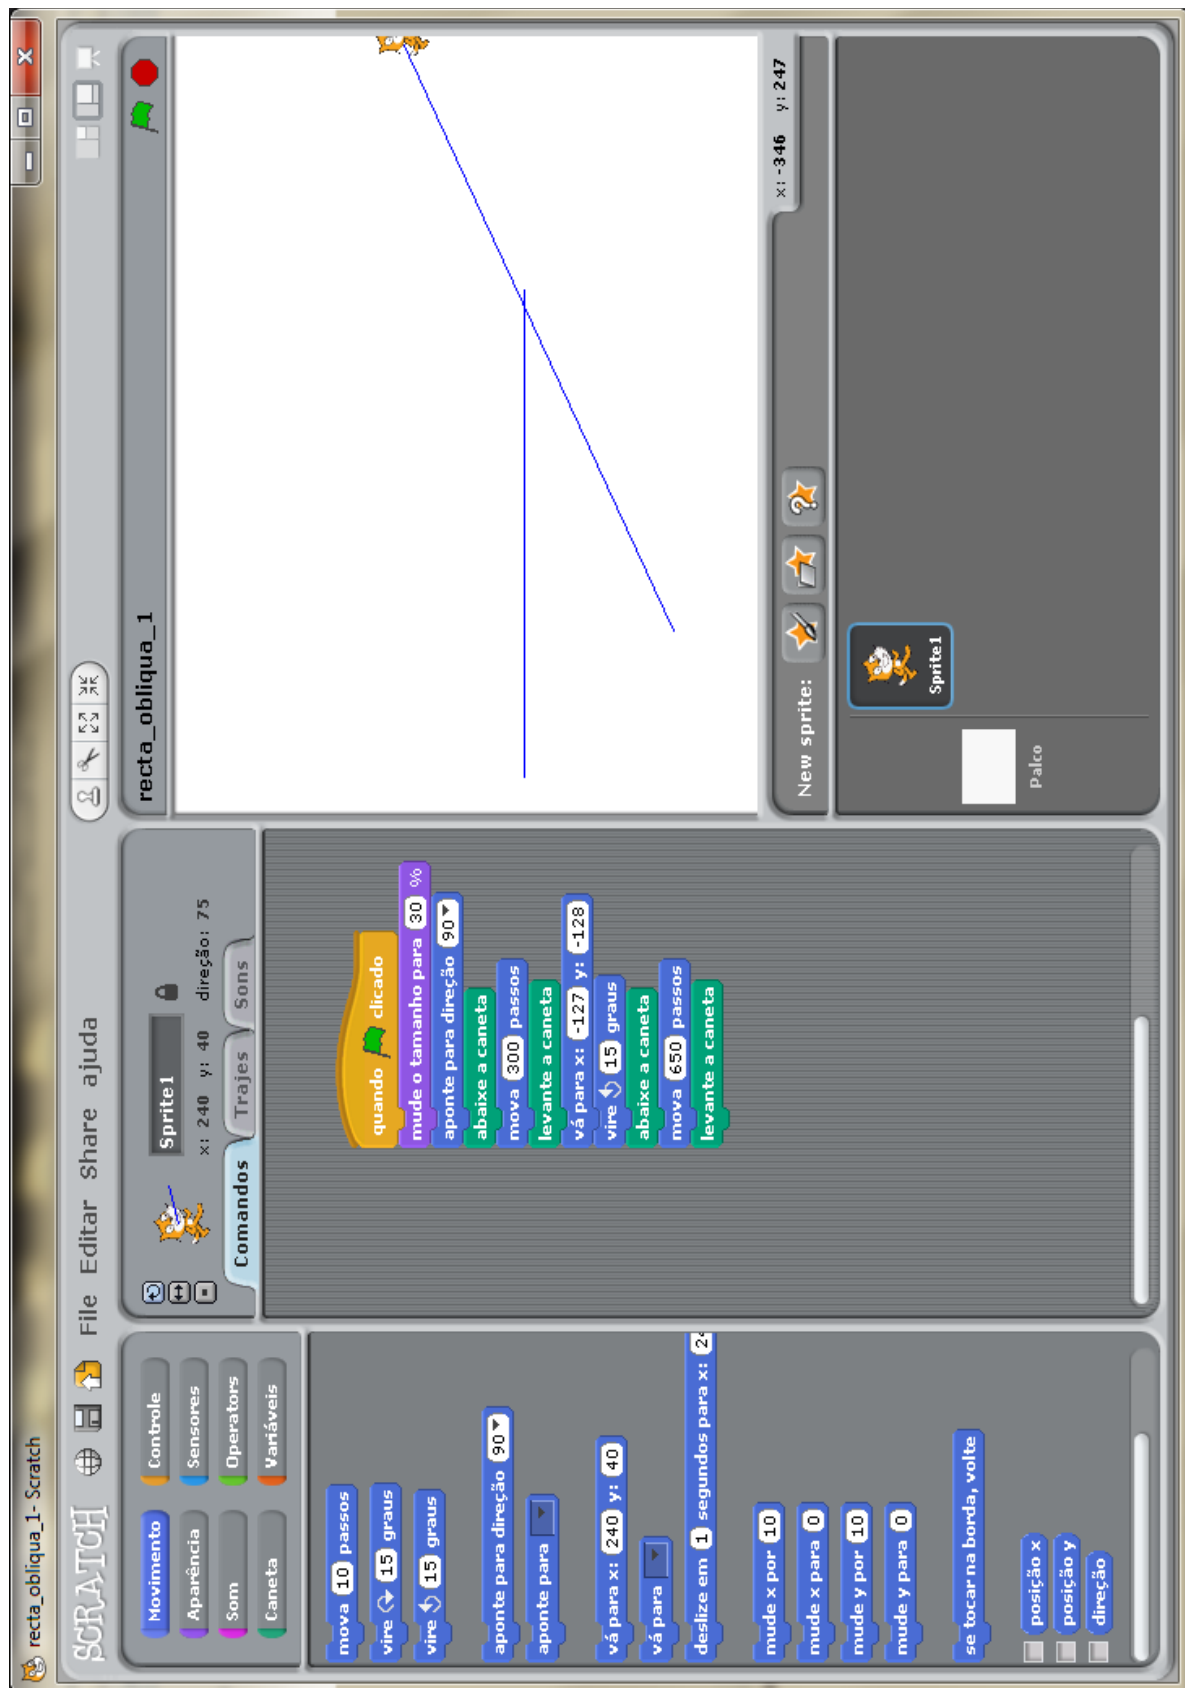 recta_obliqua_1- Scratch
SCRATCH File Editar Share ajuda
Movimento Controle
Aparência Sensores
Som Operators
Caneta Variáveis
mova 10 passos
vire 15 graus
vire 15 graus
aponte para direção 90
aponte para
vá para x: 240 y: 40
vá para
deslize em 1 segundos para x: 24
mude x por 10
mude x para 0
mude y por 10
mude y para 0
se tocar na borda, volte
posição x
posição y
direção
Sprite1
x: 240 y: 40 direção: 75
Comandos Trajes Sons
quando clicado
mude o tamanho para 30 %
aponte para direção 90
abaixe a caneta
mova 300 passos
levante a caneta
vá para x: -127 y: -128
vire 15 graus
abaixe a caneta
mova 650 passos
levante a caneta
recta_obliqua_1
x: -346 y: 247
New sprite:
Sprite1
Palco